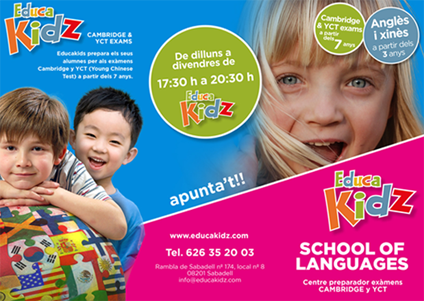 Educa
Kidz
CAMBRIDGE &
YCT EXAMS
Educakids prepara els seus
alumnes per als exàmens
Cambridge y YCT (Young Chinese
Test) a partir dels 7 anys.
De dilluns a
divendres de
17:30 h a 20:30 h
Educa
Kidz
Cambridge
& YCT exams
a partir
dels 7
anys
Anglès
i xinès
a partir dels
3 anys
apunta't!!
www.educakidz.com
Tel. 626 35 20 03
Rambla de Sabadell nº 174, local nº 8
08201 Sabadell
info@educakidz.com
Educa
Kidz
SCHOOL OF
LANGUAGES
Centre preparador exàmens
CAMBRIDGE y YCT